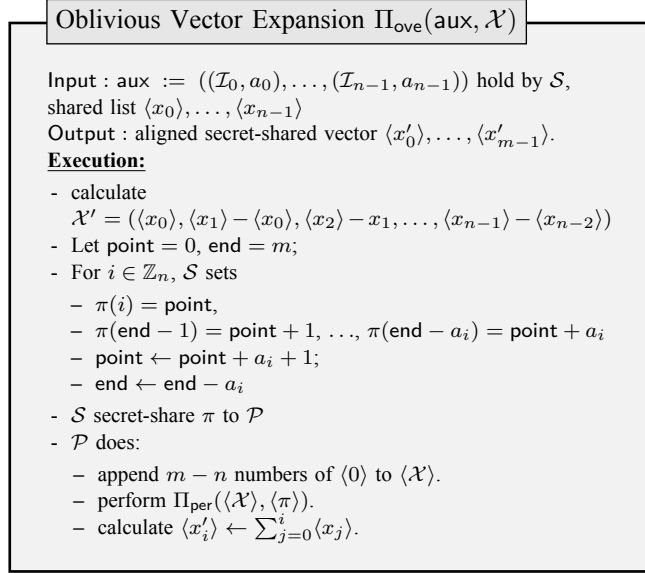 Oblivious Vector Expansion Π_ove(aux, 𝒳)
Input : aux := ((ℐ_0, a_0), …, (ℐ_{n−1}, a_{n−1})) hold by 𝒮,
shared list ⟨x_0⟩, …, ⟨x_{n−1}⟩
Output : aligned secret-shared vector ⟨x′_0⟩, …, ⟨x′_{m−1}⟩.
Execution:
- calculate
𝒳′ = (⟨x_0⟩, ⟨x_1⟩ − ⟨x_0⟩, ⟨x_2⟩ − x_1, …, ⟨x_{n−1}⟩ − ⟨x_{n−2}⟩)
- Let point = 0, end = m;
- For i ∈ ℤ_n, 𝒮 sets
– π(i) = point,
– π(end − 1) = point + 1, …, π(end − a_i) = point + a_i
– point ← point + a_i + 1;
– end ← end − a_i
- 𝒮 secret-share π to 𝒫
- 𝒫 does:
– append m − n numbers of ⟨0⟩ to ⟨𝒳⟩.
– perform Π_per(⟨𝒳⟩, ⟨π⟩).
– calculate ⟨x′_i⟩ ← ∑_{j=0}^{i}⟨x_j⟩.